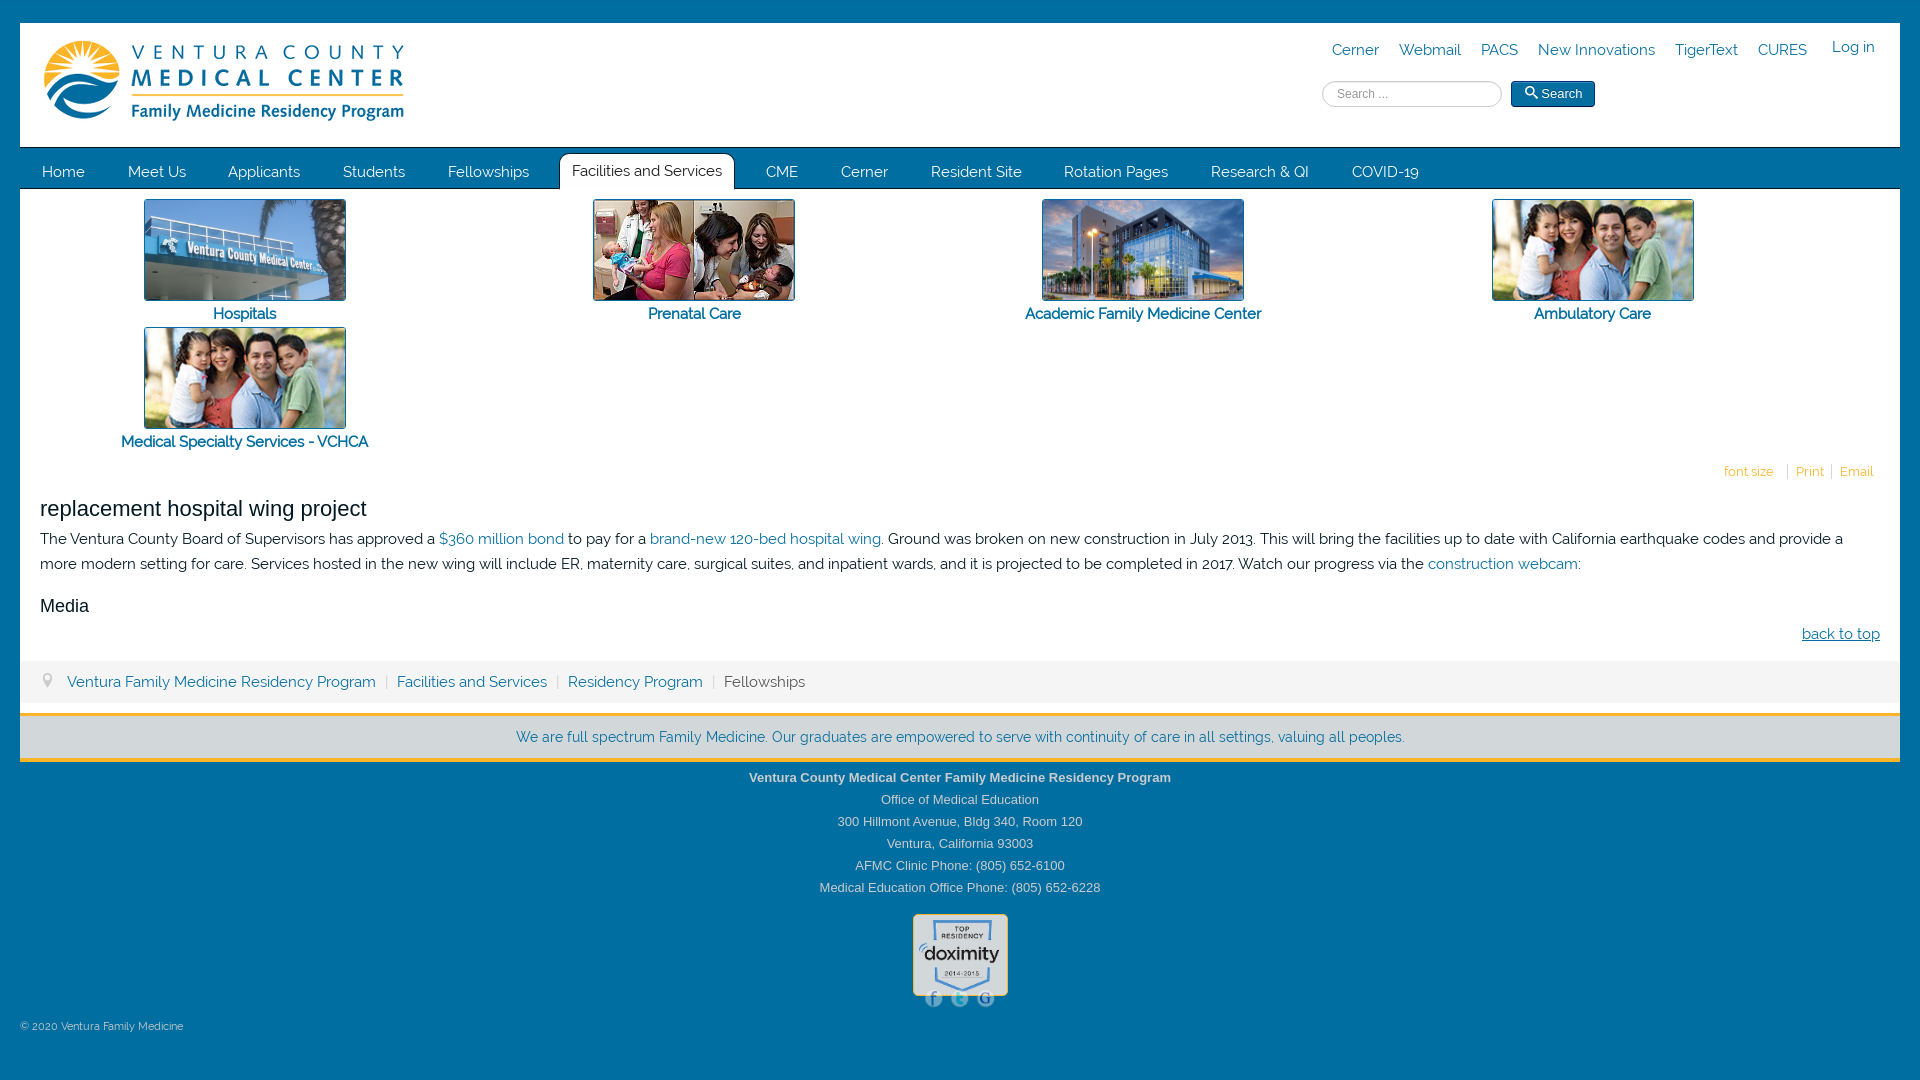 VENTURA COUNTY
MEDICAL CENTER
Family Medicine Residency Program
Cerner Webmail PACS New Innovations TigerText CURES Log in
Search ... Search
Home Meet Us Applicants Students Fellowships Facilities and Services CME Cerner Resident Site Rotation Pages Research & QI COVID-19
Ventura County Medical Center
Hospitals Prenatal Care Academic Family Medicine Center Ambulatory Care
Medical Specialty Services - VCHCA
font size Print Email
replacement hospital wing project
The Ventura County Board of Supervisors has approved a $360 million bond to pay for a brand-new 120-bed hospital wing. Ground was broken on new construction in July 2013. This will bring the facilities up to date with California earthquake codes and provide a
more modern setting for care. Services hosted in the new wing will include ER, maternity care, surgical suites, and inpatient wards, and it is projected to be completed in 2017. Watch our progress via the construction webcam:
Media
back to top
Ventura Family Medicine Residency Program | Facilities and Services | Residency Program | Fellowships
We are full spectrum Family Medicine. Our graduates are empowered to serve with continuity of care in all settings, valuing all peoples.
Ventura County Medical Center Family Medicine Residency Program
Office of Medical Education
300 Hillmont Avenue, Bldg 340, Room 120
Ventura, California 93003
AFMC Clinic Phone: (805) 652-6100
Medical Education Office Phone: (805) 652-6228
TOP
RESIDENCY
doximity
2014-2015
f t G
© 2020 Ventura Family Medicine